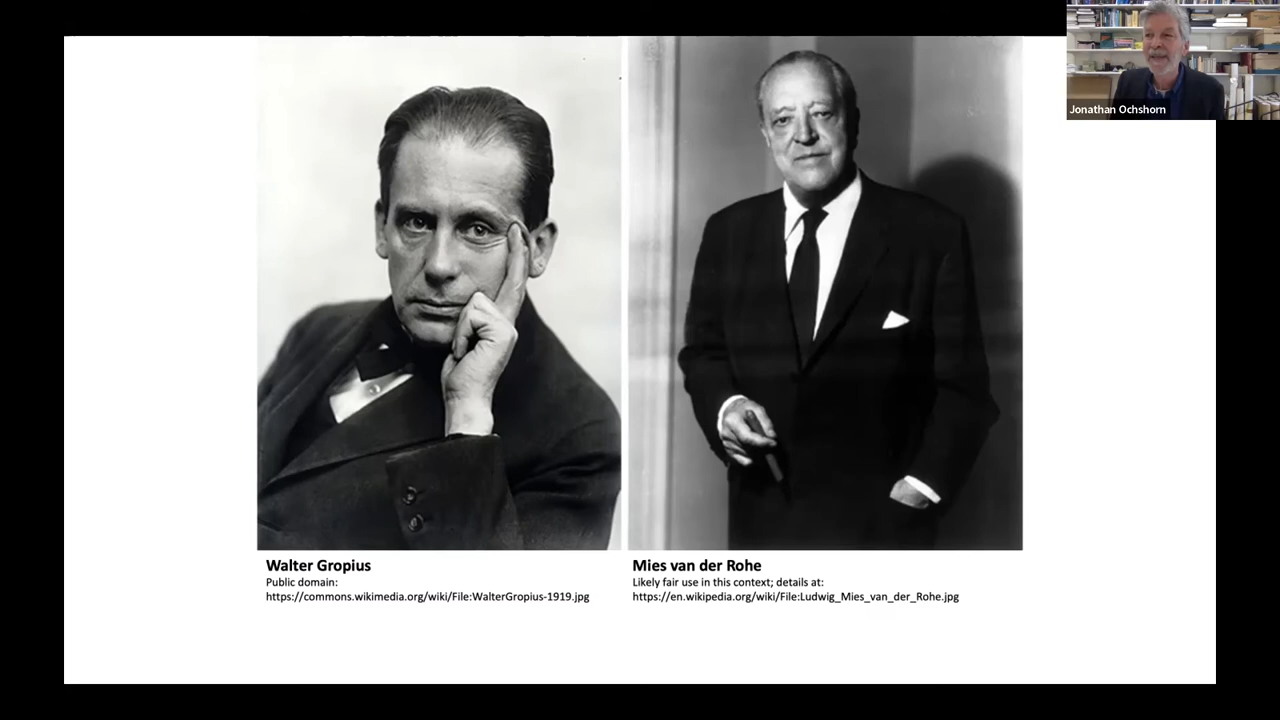 Jonathan Ochshorn
Walter Gropius
Public domain:
https://commons.wikimedia.org/wiki/File:WalterGropius-1919.jpg
Mies van der Rohe
Likely fair use in this context; details at:
https://en.wikipedia.org/wiki/File:Ludwig_Mies_van_der_Rohe.jpg